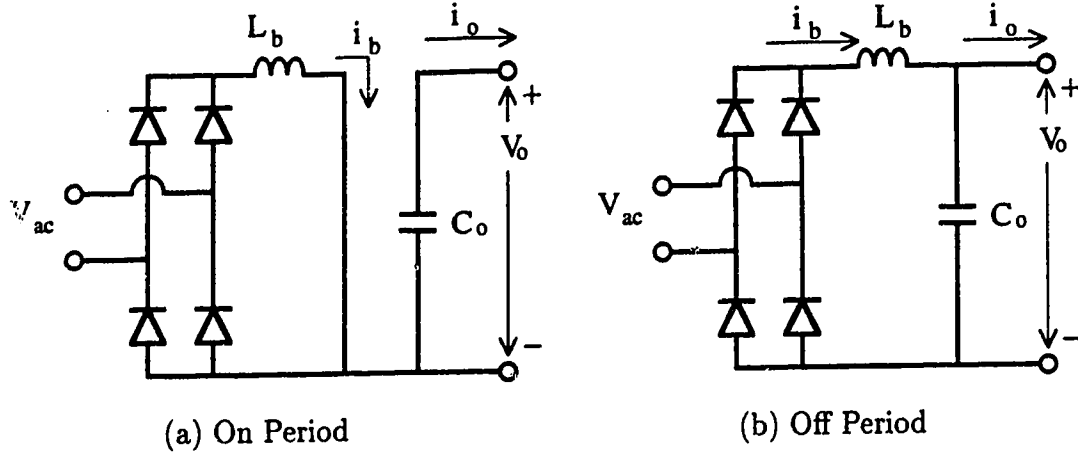 L_b i_b i_o
+
V_o
V_ac
C_o
−
(a) On Period
i_b L_b i_o
+
V_o
V_ac
C_o
−
(b) Off Period